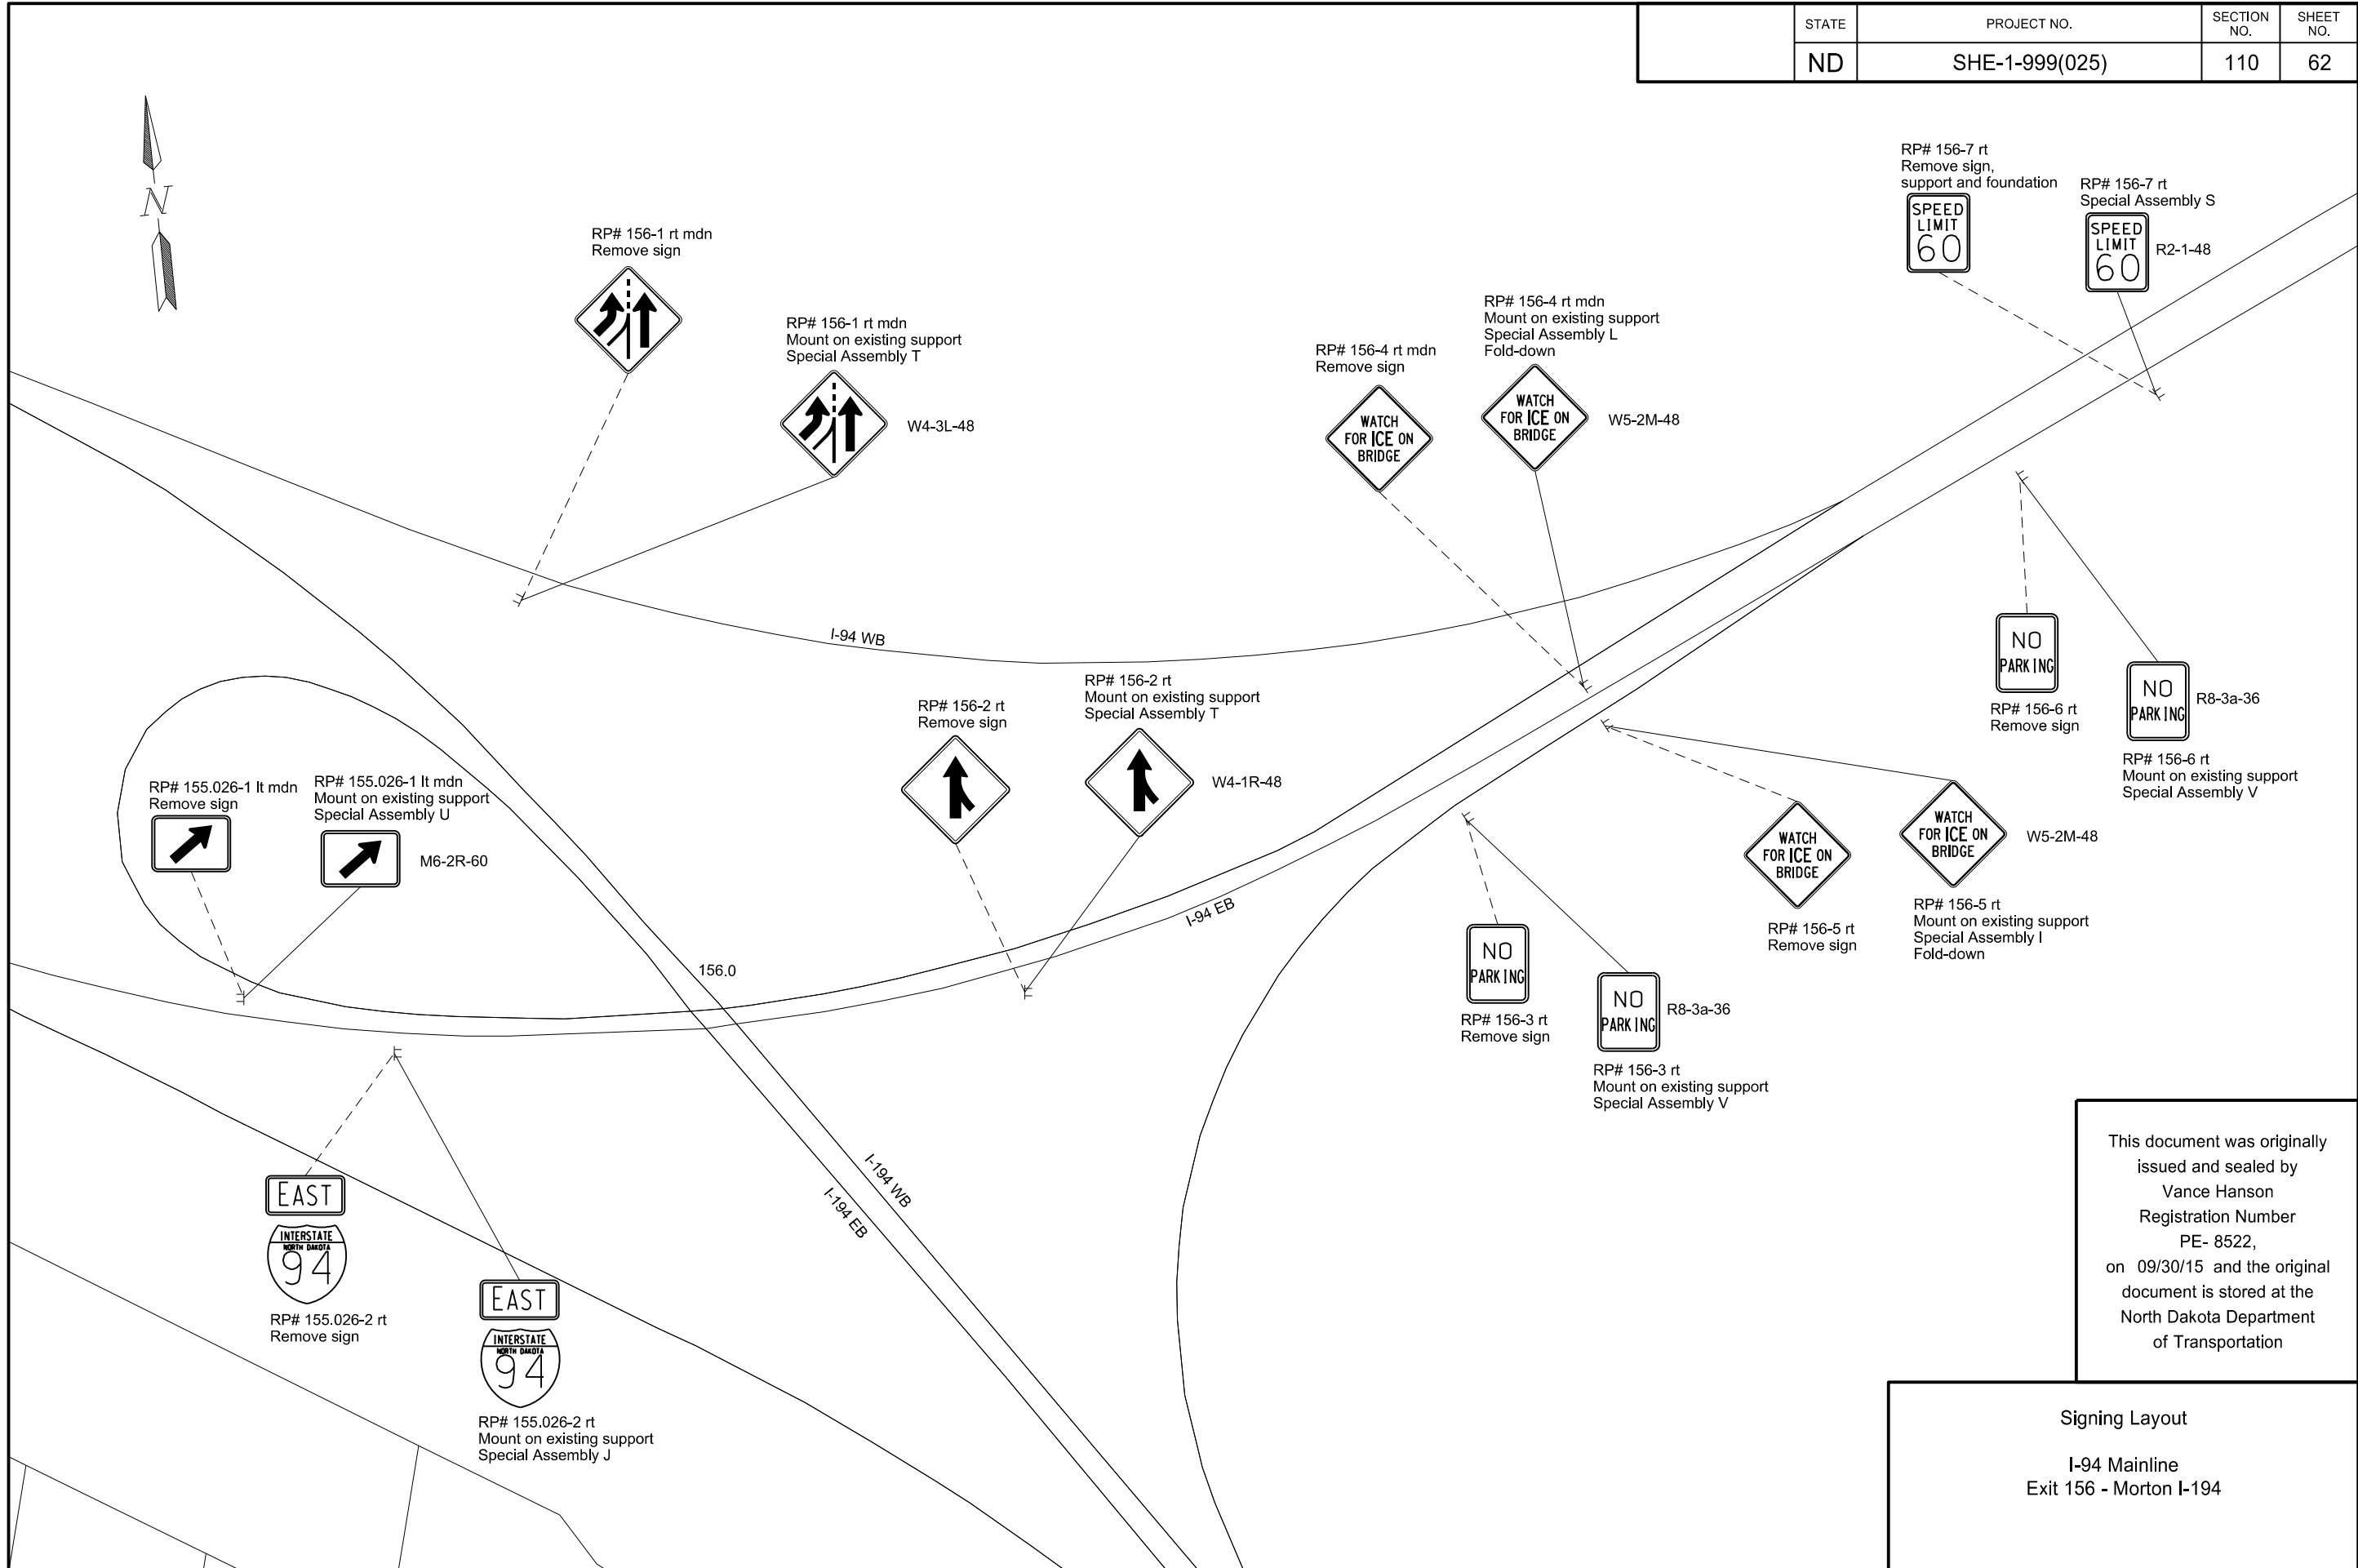 STATE
PROJECT NO.
SECTION
NO.
SHEET
NO.
ND
SHE-1-999(025)
110
62
N
RP# 156-7 rt
Remove sign,
support and foundation
SPEED
LIMIT
60
RP# 156-7 rt
Special Assembly S
SPEED
LIMIT
60
R2-1-48
RP# 156-1 rt mdn
Remove sign
RP# 156-1 rt mdn
Mount on existing support
Special Assembly T
W4-3L-48
RP# 156-4 rt mdn
Remove sign
WATCH
FOR ICE ON
BRIDGE
RP# 156-4 rt mdn
Mount on existing support
Special Assembly L
Fold-down
WATCH
FOR ICE ON
BRIDGE
W5-2M-48
I-94 WB
NO
PARKING
RP# 156-6 rt
Remove sign
NO
PARKING
R8-3a-36
RP# 156-6 rt
Mount on existing support
Special Assembly V
RP# 156-2 rt
Remove sign
RP# 156-2 rt
Mount on existing support
Special Assembly T
W4-1R-48
RP# 155.026-1 lt mdn
Remove sign
RP# 155.026-1 lt mdn
Mount on existing support
Special Assembly U
M6-2R-60
WATCH
FOR ICE ON
BRIDGE
RP# 156-5 rt
Remove sign
WATCH
FOR ICE ON
BRIDGE
W5-2M-48
RP# 156-5 rt
Mount on existing support
Special Assembly I
Fold-down
I-94 EB
156.0
NO
PARKING
RP# 156-3 rt
Remove sign
NO
PARKING
R8-3a-36
RP# 156-3 rt
Mount on existing support
Special Assembly V
I-194 WB
I-194 EB
EAST
INTERSTATE
NORTH DAKOTA
94
RP# 155.026-2 rt
Remove sign
EAST
INTERSTATE
NORTH DAKOTA
94
RP# 155.026-2 rt
Mount on existing support
Special Assembly J
This document was originally
issued and sealed by
Vance Hanson
Registration Number
PE- 8522,
on 09/30/15 and the original
document is stored at the
North Dakota Department
of Transportation
Signing Layout
I-94 Mainline
Exit 156 - Morton I-194